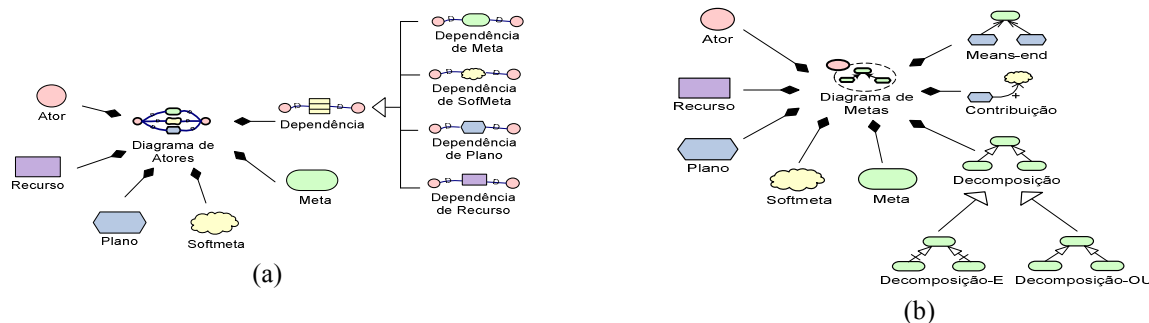 Ator
Recurso
Plano
Softmeta
Meta
Diagrama de
Atores
Dependência
Dependência
de Meta
Dependência
de SofMeta
Dependência
de Plano
Dependência
de Recurso
(a)
Ator
Recurso
Plano
Softmeta
Meta
Diagrama de
Metas
Means-end
+
Contribuição
Decomposição
Decomposição-E
Decomposição-OU
(b)